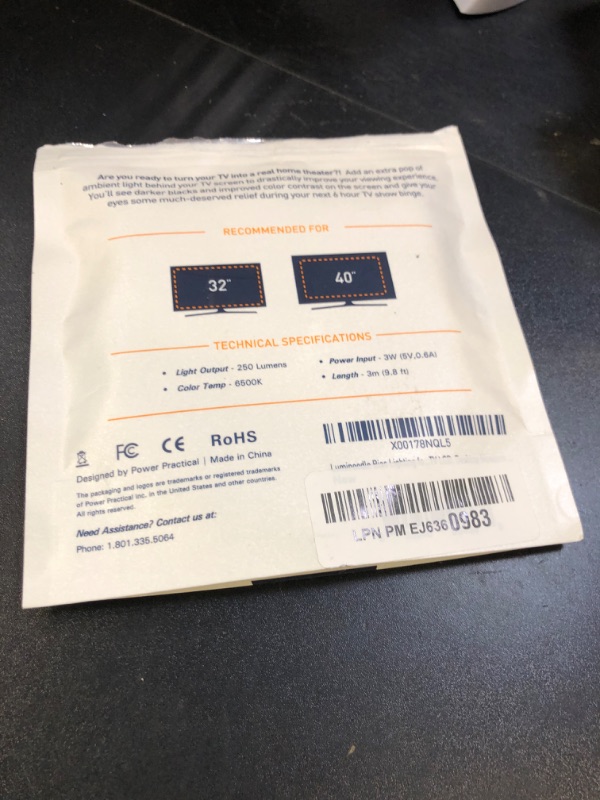 Are you ready to turn your TV into a real home theater?! Add an extra pop of
ambient light behind your TV screen to drastically improve your viewing experience.
You'll see darker blacks and improved color contrast on the screen and give your
eyes some much-deserved relief during your next 6 hour TV show binge.
RECOMMENDED FOR
32"
40"
TECHNICAL SPECIFICATIONS
• Light Output - 250 Lumens
• Color Temp - 6500K
• Power Input - 3W (5V,0.6A)
• Length - 3m (9.8 ft)
FC CE RoHS
Designed by Power Practical | Made in China
The packaging and logos are trademarks or registered trademarks
of Power Practical Inc. in the United States and other countries.
All rights reserved.
Need Assistance? Contact us at:
Phone: 1.801.335.5064
X00178NQL5
LPN PM EJ6360983